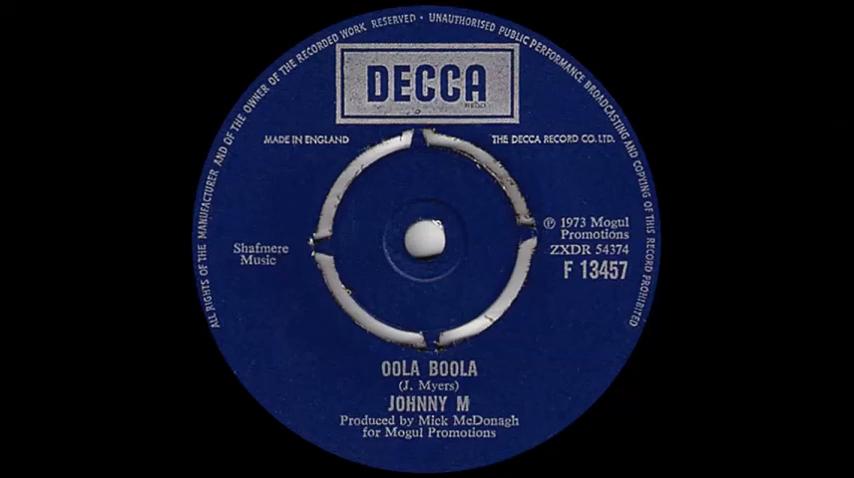 ALL RIGHTS OF THE MANUFACTURER AND OF THE OWNER OF THE RECORDED WORK RESERVED · UNAUTHORISED PUBLIC PERFORMANCE BROADCASTING AND COPYING OF THIS RECORD PROHIBITED
DECCA
MADE IN ENGLAND
THE DECCA RECORD CO. LTD.
Shafmere
Music
℗ 1973 Mogul
Promotions
ZXDR 54374
F 13457
OOLA BOOLA
(J. Myers)
JOHNNY M
Produced by Mick McDonagh
for Mogul Promotions